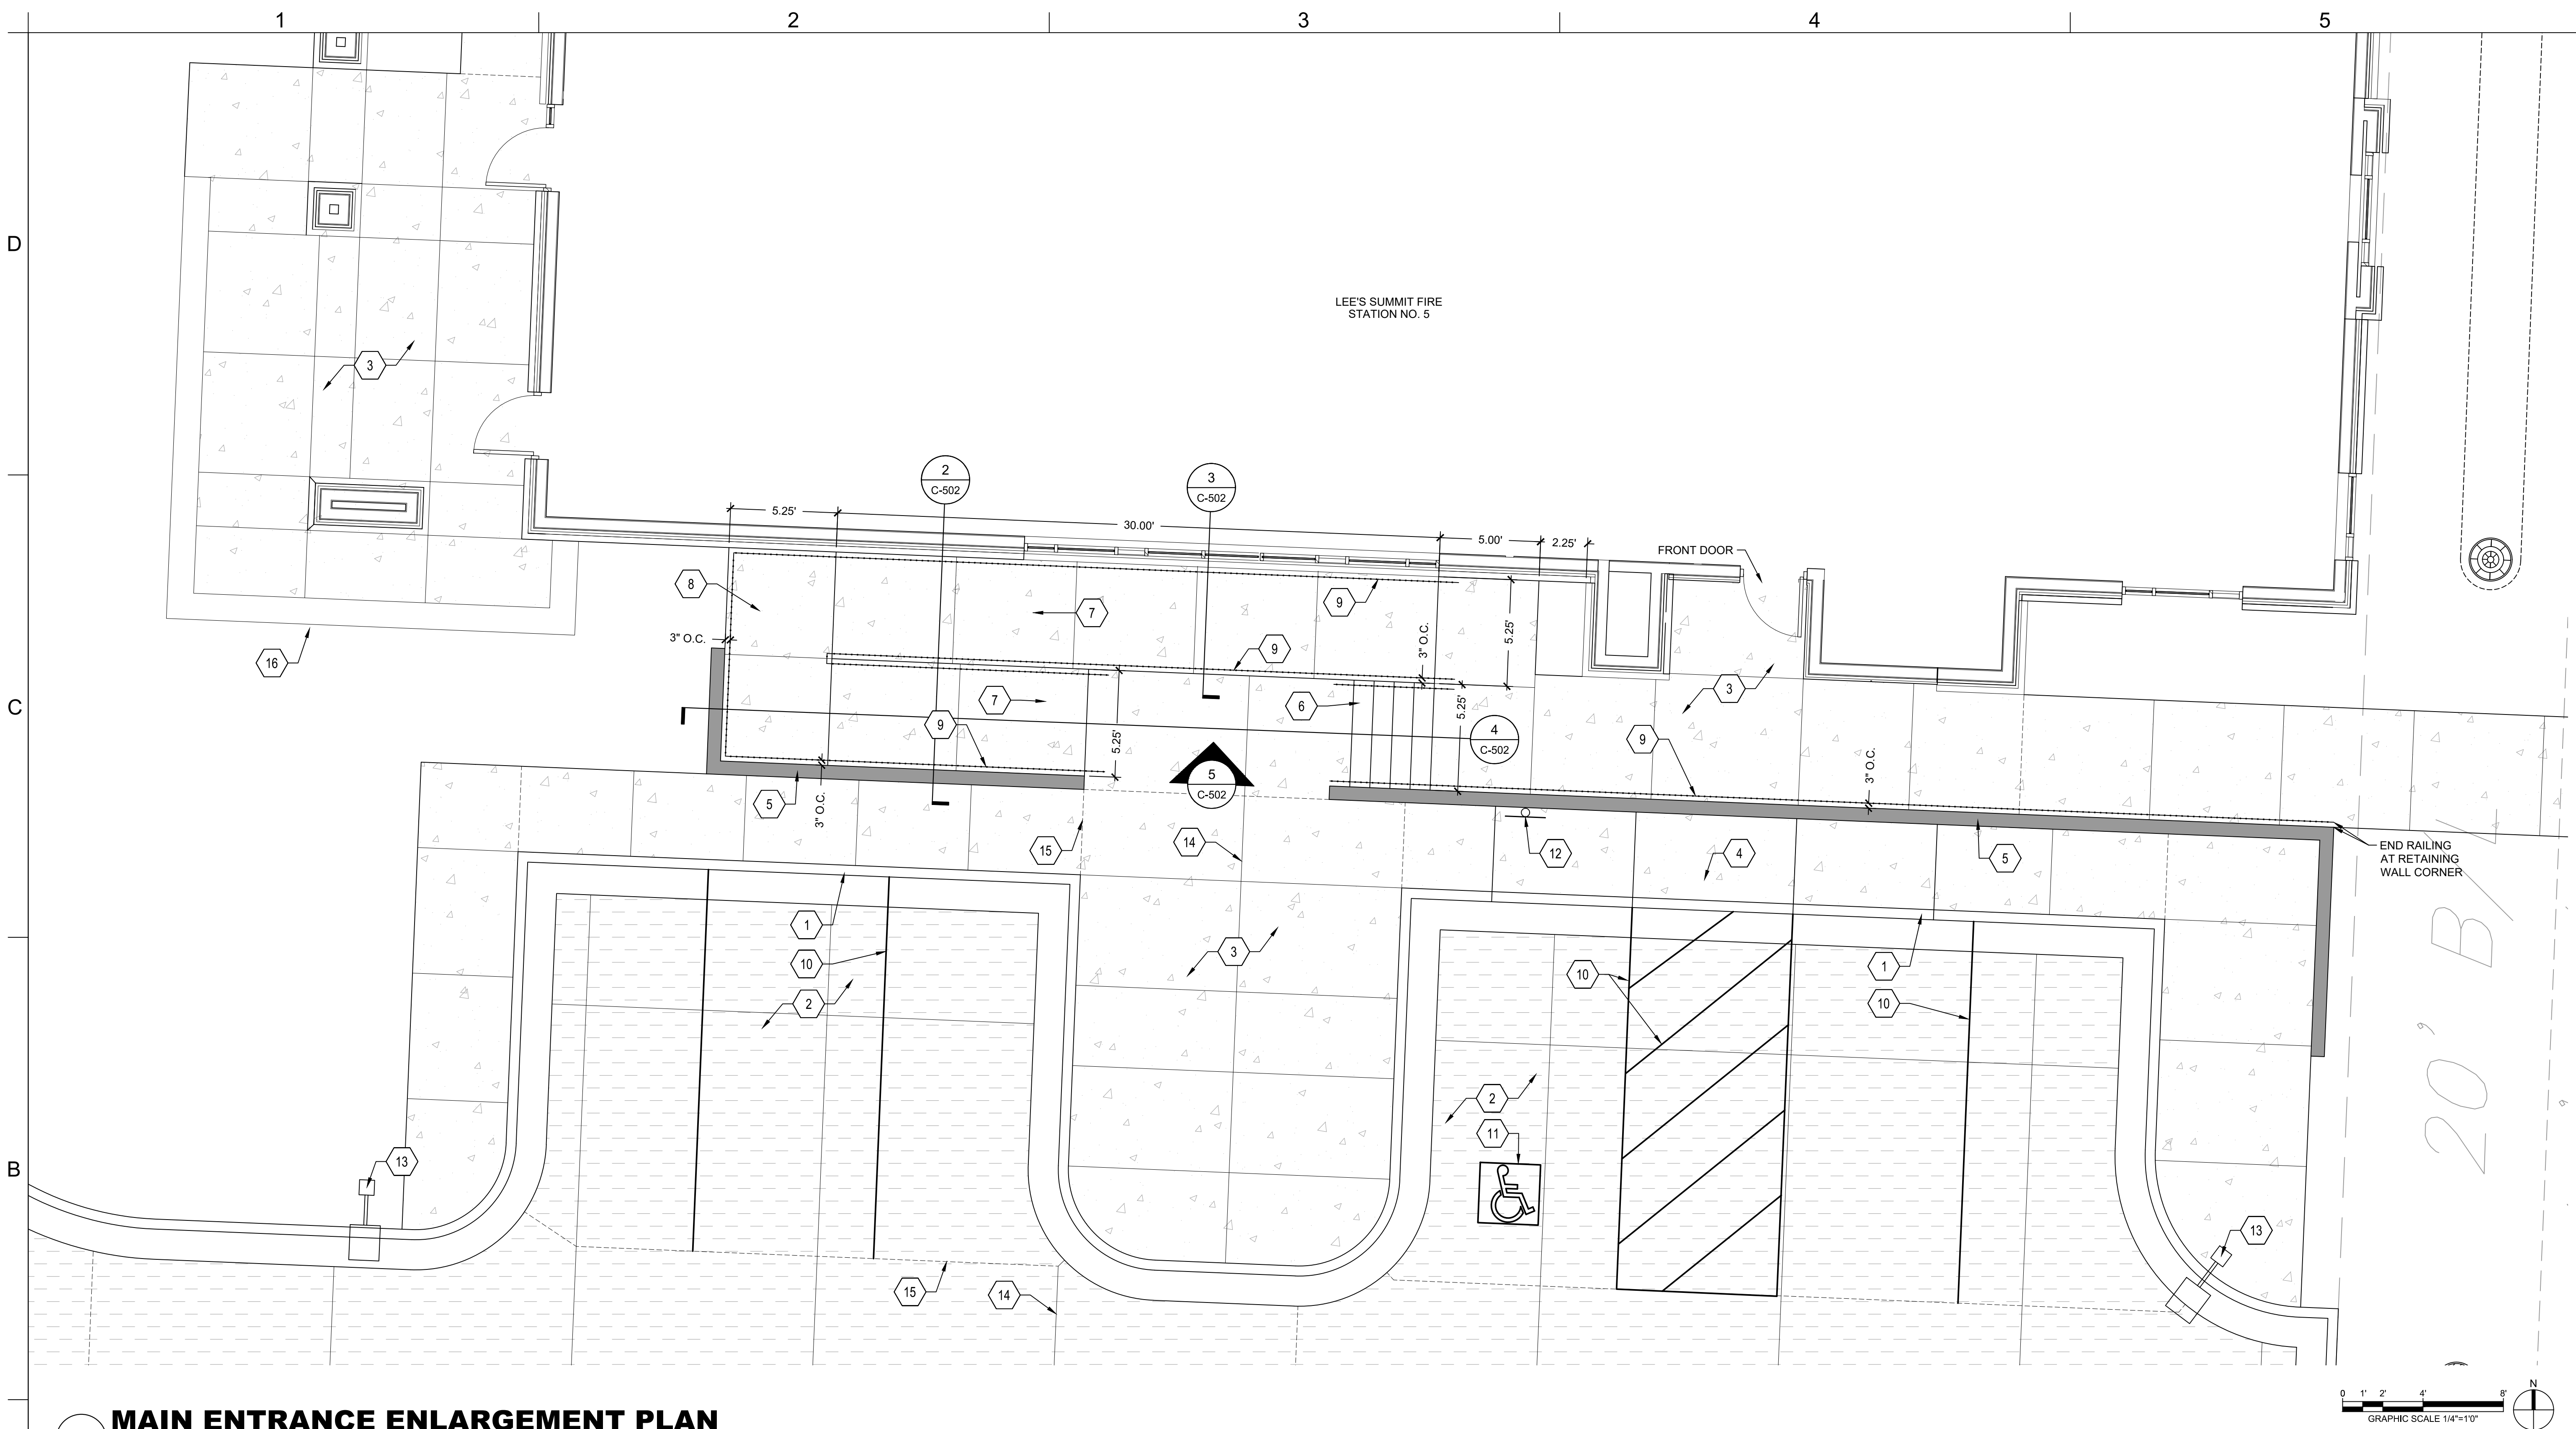 1 2 3 4 5
D
LEE'S SUMMIT FIRE
STATION NO. 5
3
2
C-502
3
C-502
5.25'
30.00'
5.00'
2.25'
FRONT DOOR
8
7
9
3" O.C.
9
3" O.C.
5.25'
16
C
7
6
5.25'
3
9
4
C-502
9
5.25'
5
C-502
3" O.C.
5
3" O.C.
15
14
12
4
5
END RAILING
AT RETAINING
WALL CORNER
1
10
2
3
10
1
10
20' B/
2
11
B
13
13
15
14
0 1' 2' 4' 8'
GRAPHIC SCALE 1/4"=1'0"
N
MAIN ENTRANCE ENLARGEMENT PLAN